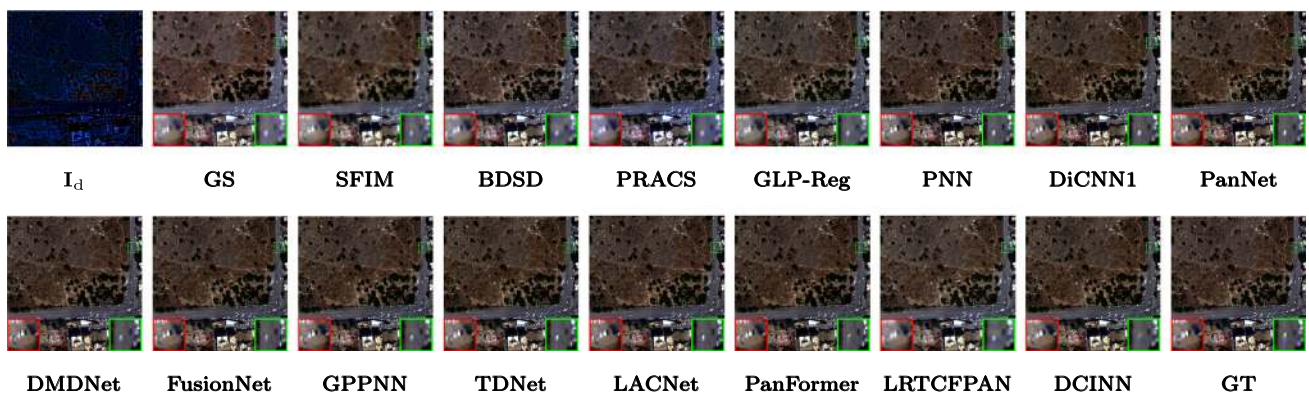 I_d GS SFIM BDSD PRACS GLP-Reg PNN DiCNN1 PanNet
DMDNet FusionNet GPPNN TDNet LACNet PanFormer LRTCFPAN DCINN GT